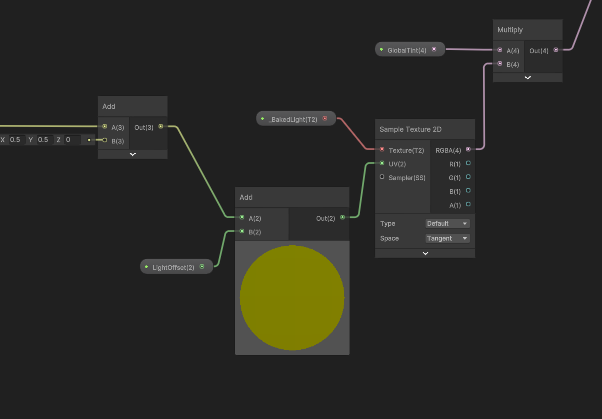 Multiply
GlobalTint(4)
A(4) Out(4)
B(4)
Add
A(3) Out(3)
X 0.5 Y 0.5 Z 0 B(3)
_BakedLight(T2)
Sample Texture 2D
Texture(T2) RGBA(4)
UV(2) R(1)
Sampler(SS) G(1)
B(1)
A(1)
Type Default
Space Tangent
Add
A(2) Out(2)
B(2)
LightOffset(2)